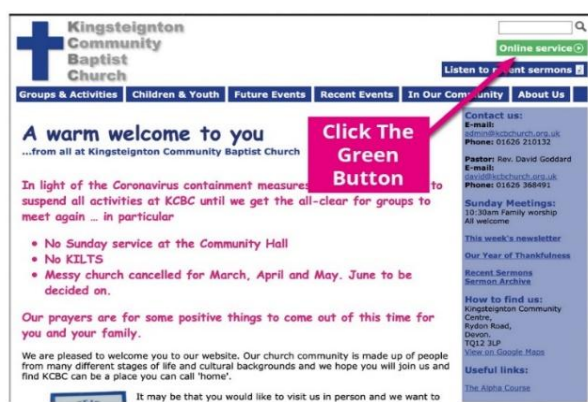 Kingsteignton
Community
Baptist
Church
Online service
Listen to recent sermons
Groups & Activities Children & Youth Future Events Recent Events In Our Community About Us
A warm welcome to you
...from all at Kingsteignton Community Baptist Church
Click The
Green
Button
In light of the Coronavirus containment measures to
suspend all activities at KCBC until we get the all-clear for groups to
meet again ... in particular
• No Sunday service at the Community Hall
• No KILTS
• Messy church cancelled for March, April and May. June to be
decided on.
Our prayers are for some positive things to come out of this time for
you and your family.
We are pleased to welcome you to our website. Our church community is made up of people
from many different stages of life and cultural backgrounds and we hope you will join us and
find KCBC can be a place you can call 'home'.
It may be that you would like to visit us in person and we want to
Contact us:
E-mail:
admin@kcbchurch.org.uk
Phone: 01626 210132
Pastor: Rev. David Goddard
E-mail:
david@kcbchurch.org.uk
Phone: 01626 368491
Sunday Meetings:
10:30am Family worship
All welcome
This week's newsletter
Our Year of Thankfulness
Recent Sermons
Sermon Archive
How to find us:
Kingsteignton Community
Centre,
Rydon Road,
Devon.
TQ12 3LP
View on Google Maps
Useful links:
The Alpha Course